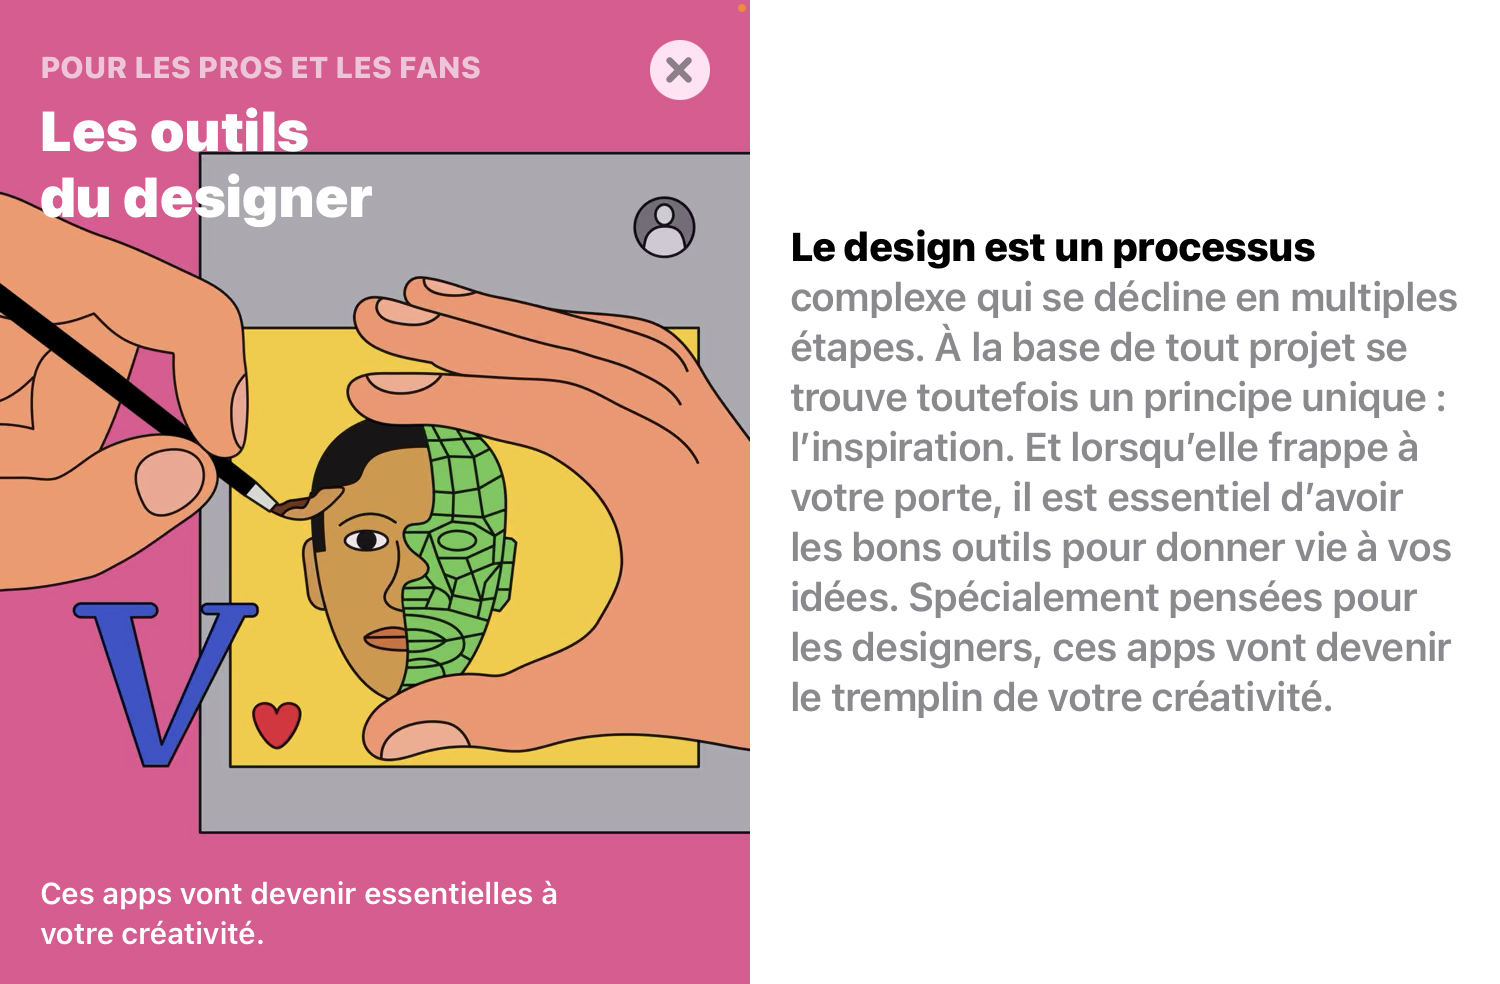 POUR LES PROS ET LES FANS
Les outils
du designer
V
Ces apps vont devenir essentielles à
votre créativité.
Le design est un processus
complexe qui se décline en multiples
étapes. À la base de tout projet se
trouve toutefois un principe unique :
l’inspiration. Et lorsqu’elle frappe à
votre porte, il est essentiel d’avoir
les bons outils pour donner vie à vos
idées. Spécialement pensées pour
les designers, ces apps vont devenir
le tremplin de votre créativité.